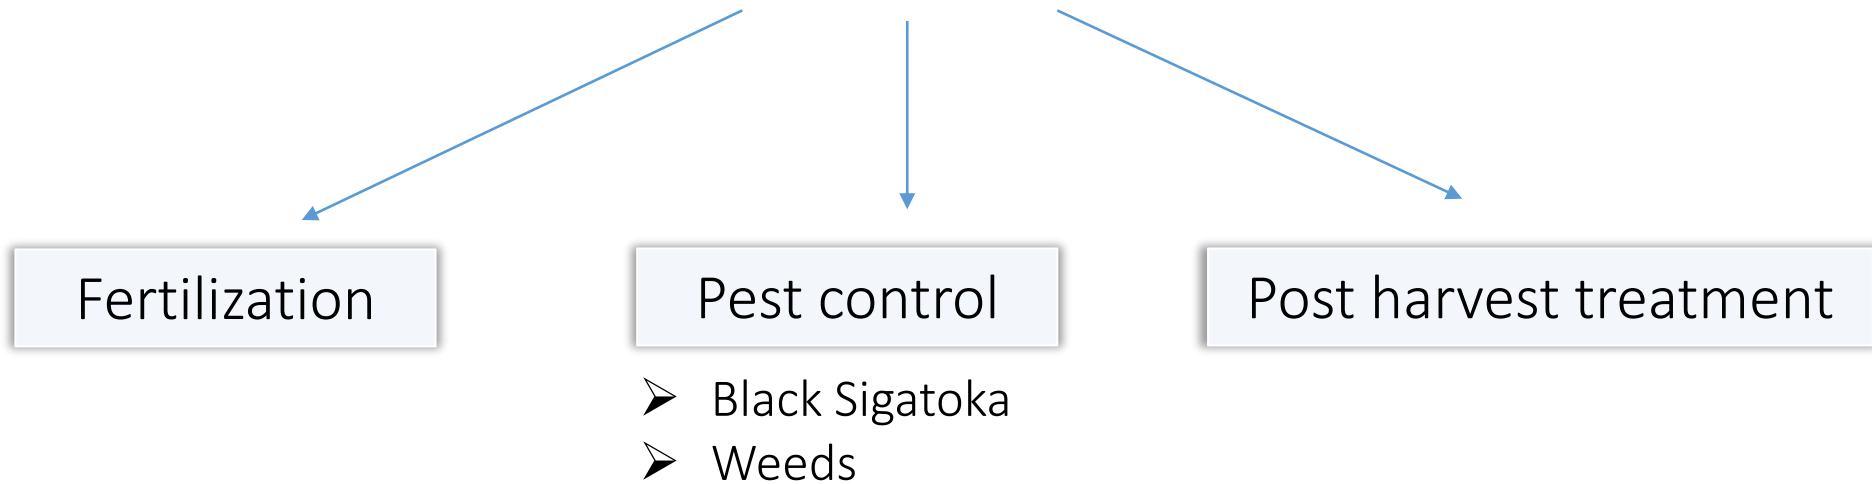 Fertilization
Pest control
Post harvest treatment
Black Sigatoka
Weeds